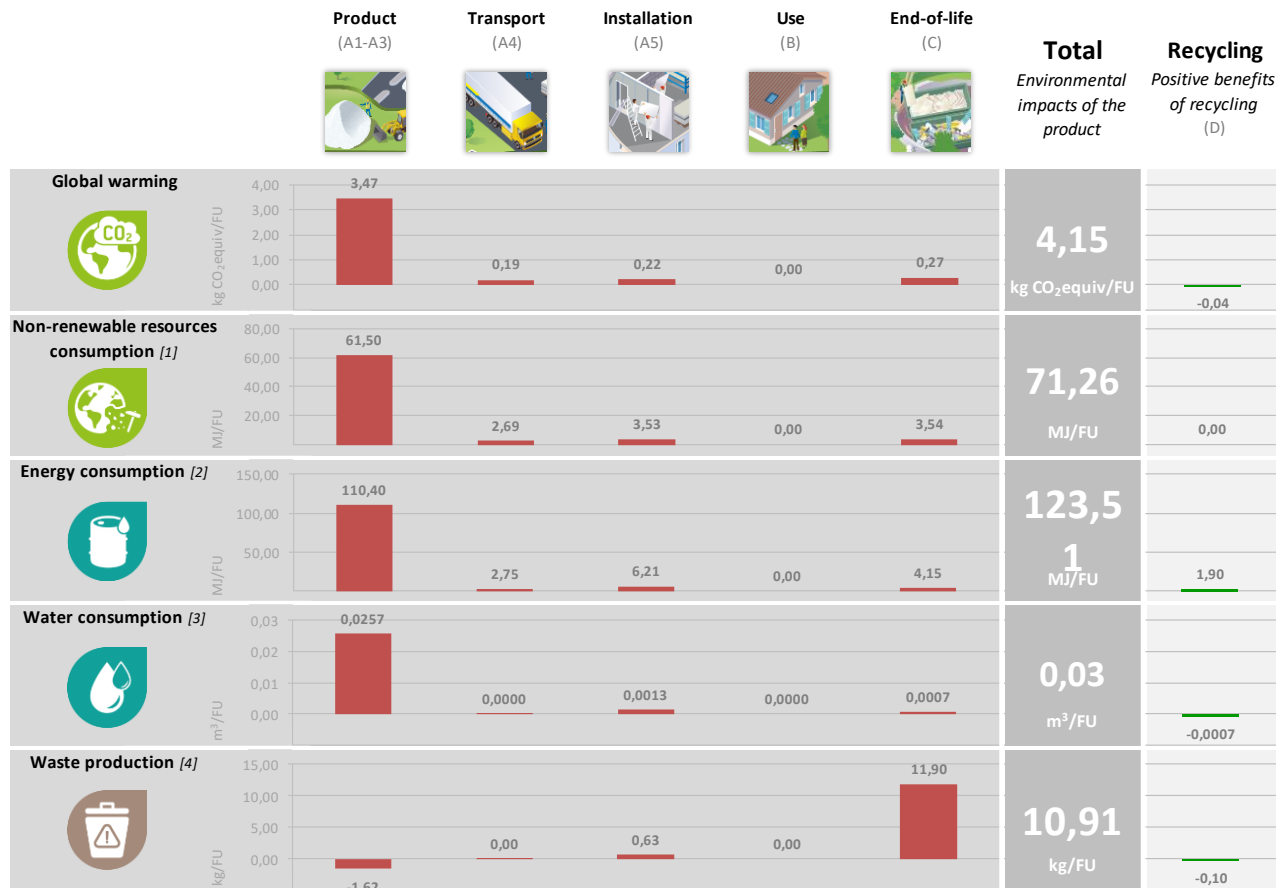 Product
(A1-A3)
Transport
(A4)
Installation
(A5)
Use
(B)
End-of-life
(C)
Total
Environmental
impacts of the
product
Recycling
Positive benefits
of recycling
(D)
Global warming
CO₂
kg CO₂equiv/FU
4,00
3,00
2,00
1,00
0,00
3,47
0,19
0,22
0,00
0,27
4,15
kg CO₂equiv/FU
-0,04
Non-renewable resources
consumption [1]
MJ/FU
80,00
60,00
40,00
20,00
61,50
2,69
3,53
0,00
3,54
71,26
MJ/FU
0,00
Energy consumption [2]
MJ/FU
150,00
100,00
50,00
110,40
2,75
6,21
0,00
4,15
123,5
1
MJ/FU
1,90
Water consumption [3]
m³/FU
0,03
0,02
0,01
0,00
0,0257
0,0000
0,0013
0,0000
0,0007
0,03
m³/FU
-0,0007
Waste production [4]
kg/FU
15,00
10,00
5,00
0,00
-1,62
0,00
0,63
0,00
11,90
10,91
kg/FU
-0,10